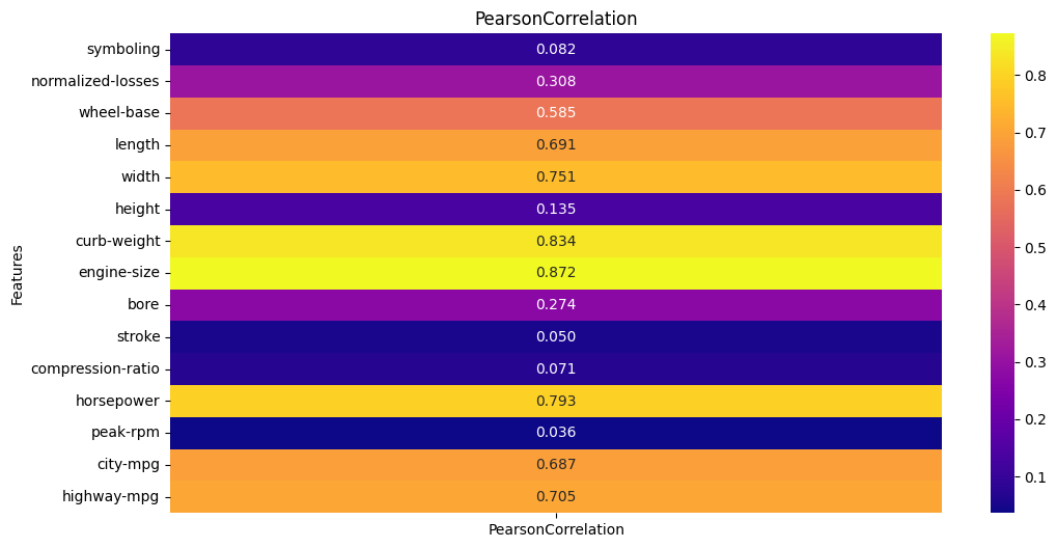 PearsonCorrelation
Features
symboling 0.082
normalized-losses 0.308
wheel-base 0.585
length 0.691
width 0.751
height 0.135
curb-weight 0.834
engine-size 0.872
bore 0.274
stroke 0.050
compression-ratio 0.071
horsepower 0.793
peak-rpm 0.036
city-mpg 0.687
highway-mpg 0.705
PearsonCorrelation
0.8
0.7
0.6
0.5
0.4
0.3
0.2
0.1